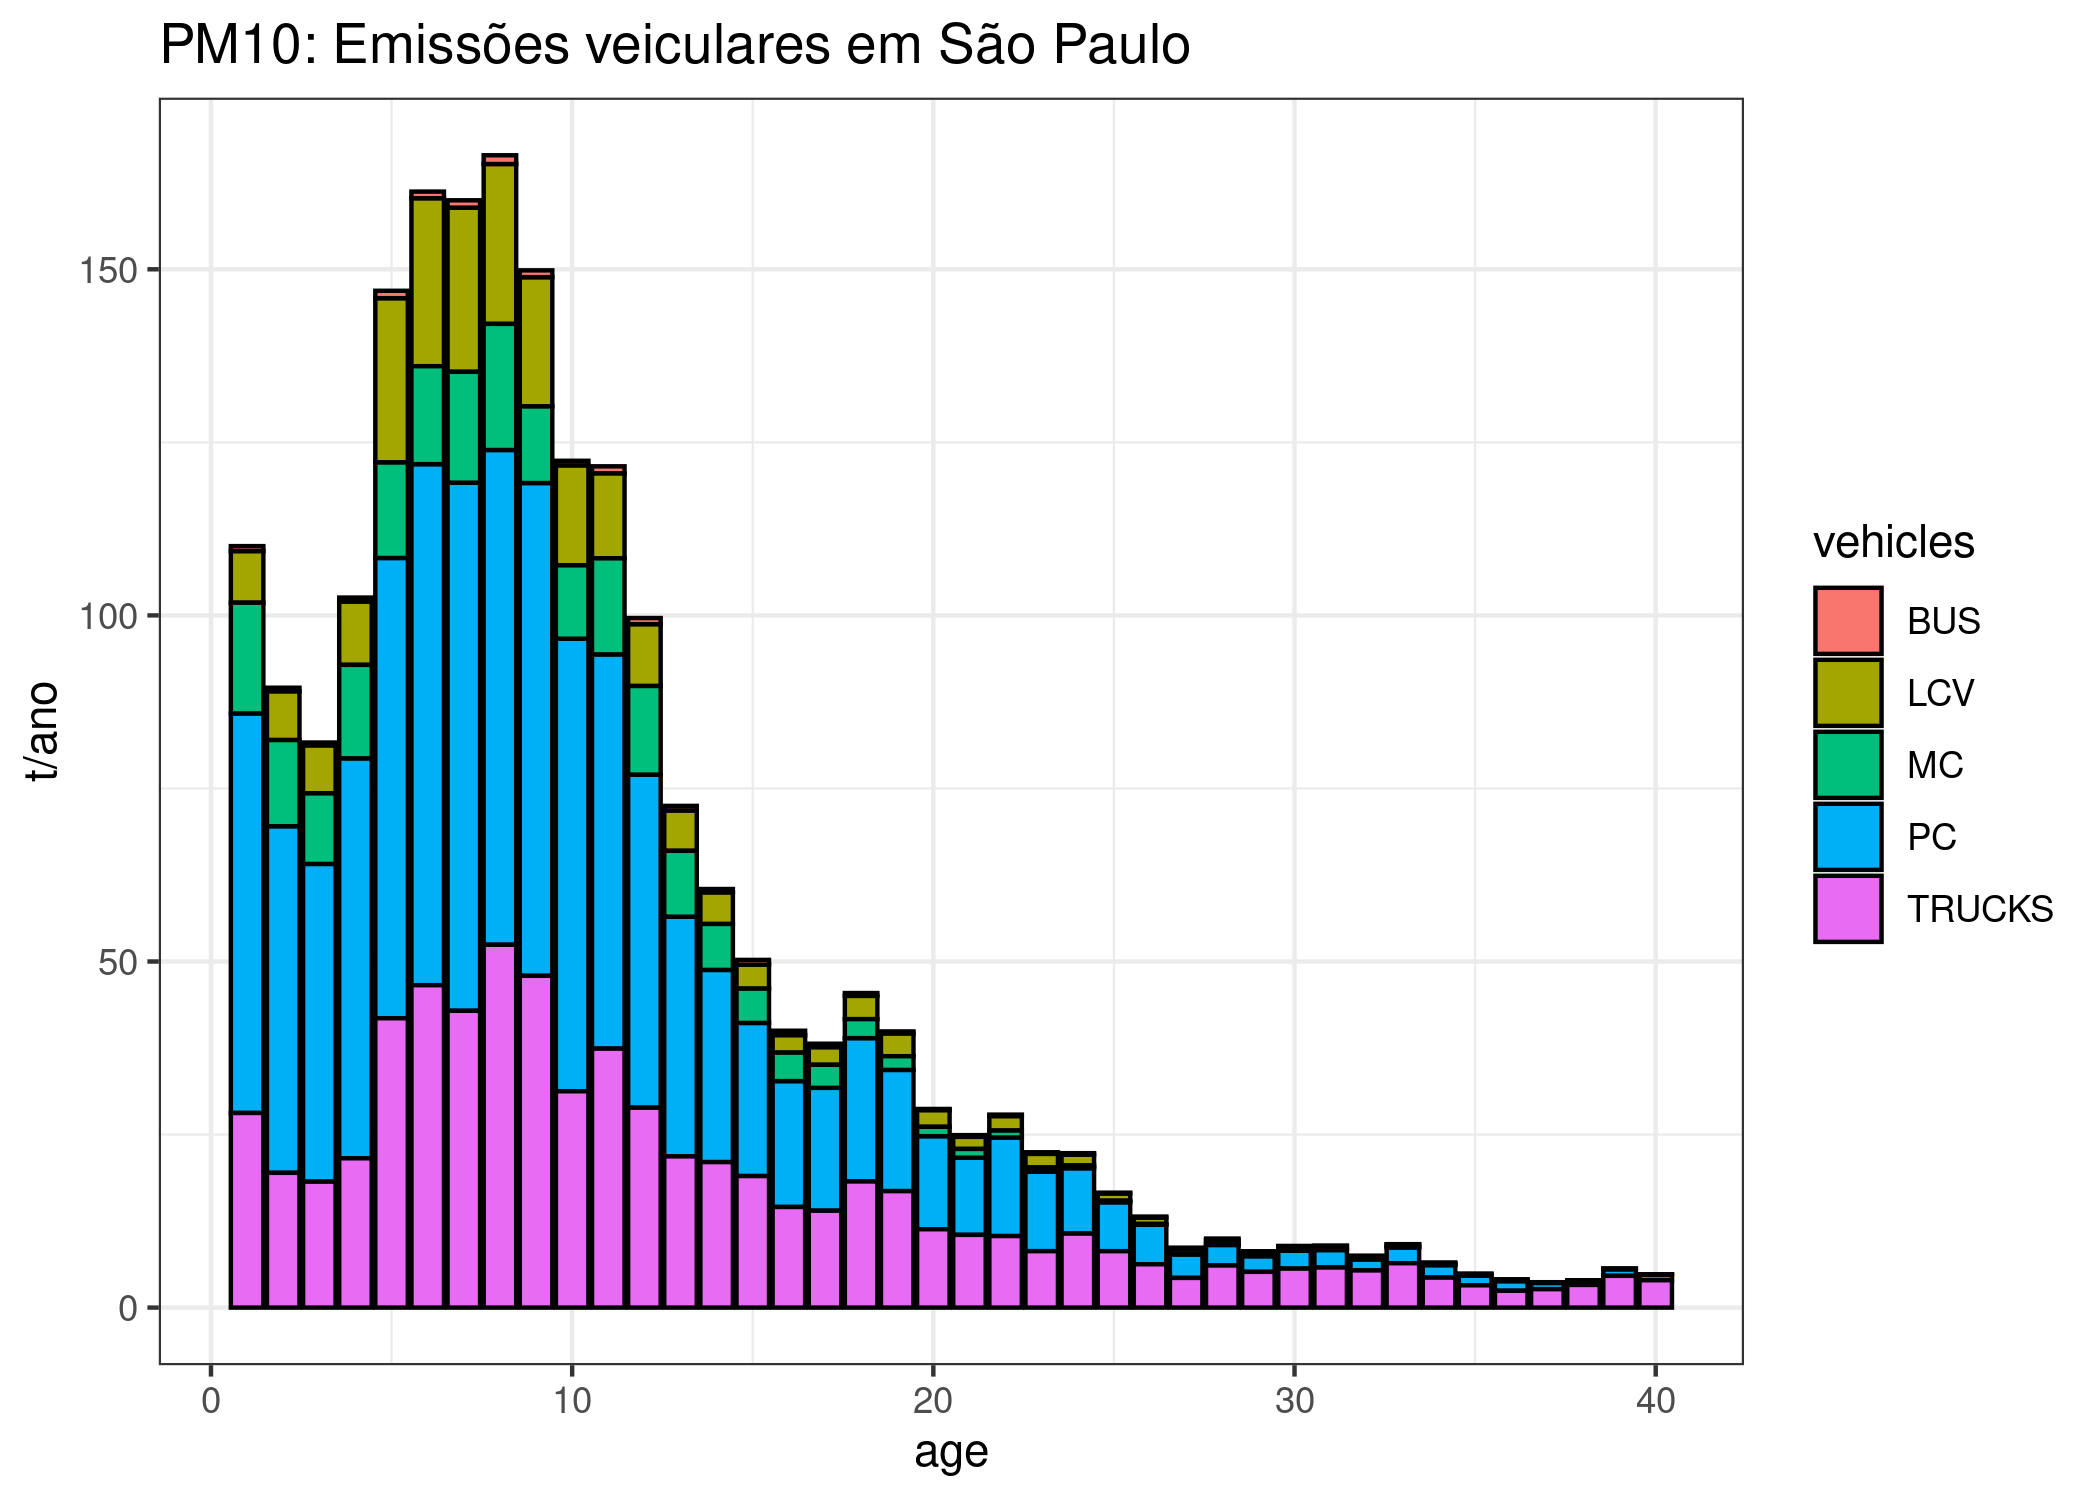 PM10: Emissões veiculares em São Paulo
t/ano
150
100
50
0
0 10 20 30 40
age
vehicles
BUS
LCV
MC
PC
TRUCKS